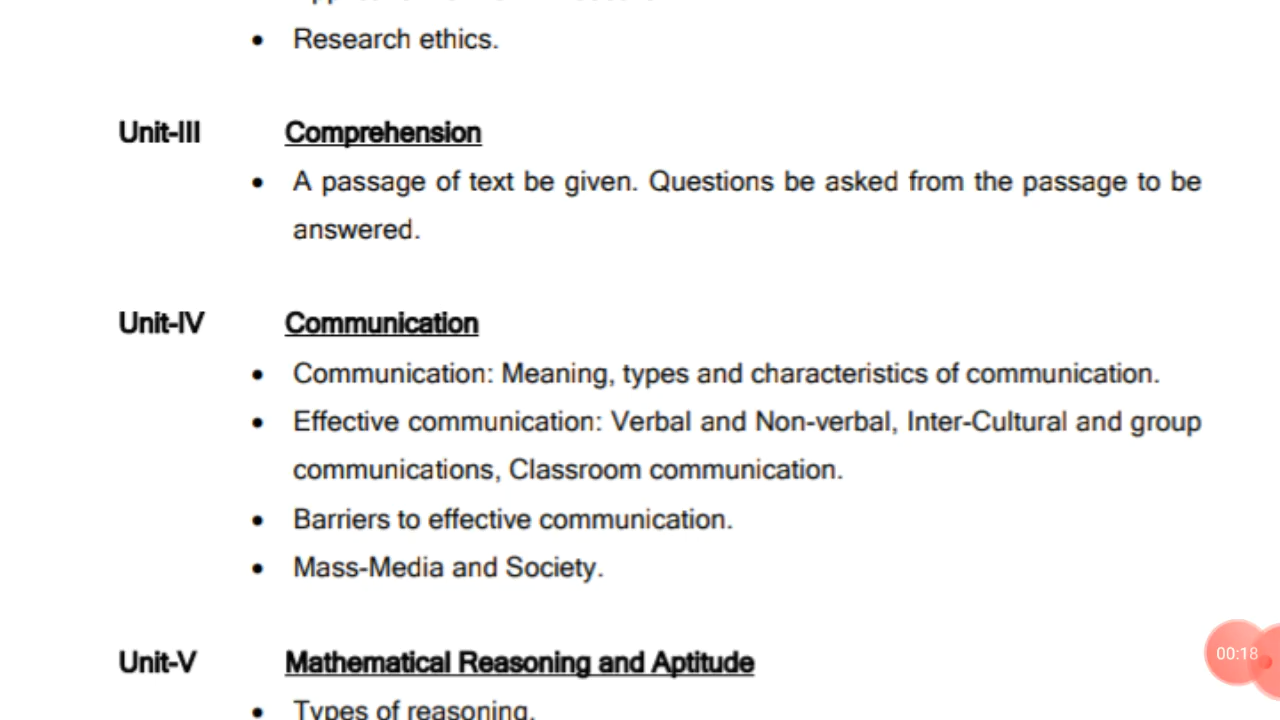 • Research ethics.
Unit-III Comprehension
• A passage of text be given. Questions be asked from the passage to be
answered.
Unit-IV Communication
• Communication: Meaning, types and characteristics of communication.
• Effective communication: Verbal and Non-verbal, Inter-Cultural and group
communications, Classroom communication.
• Barriers to effective communication.
• Mass-Media and Society.
Unit-V Mathematical Reasoning and Aptitude
• Types of reasoning.
00:18